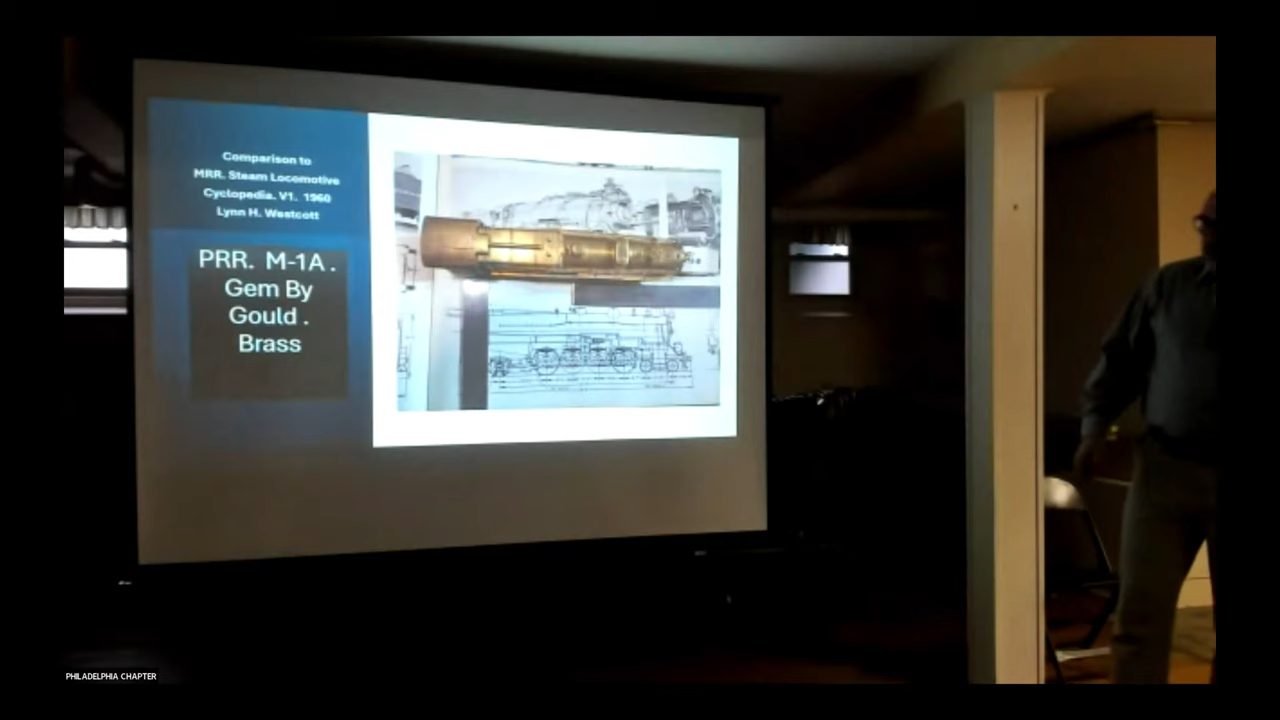 Comparison to
MRR. Steam Locomotive
Cyclopedia. V1. 1960
Lynn H. Westcott
PRR. M-1A.
Gem By
Gould .
Brass
PHILADELPHIA CHAPTER